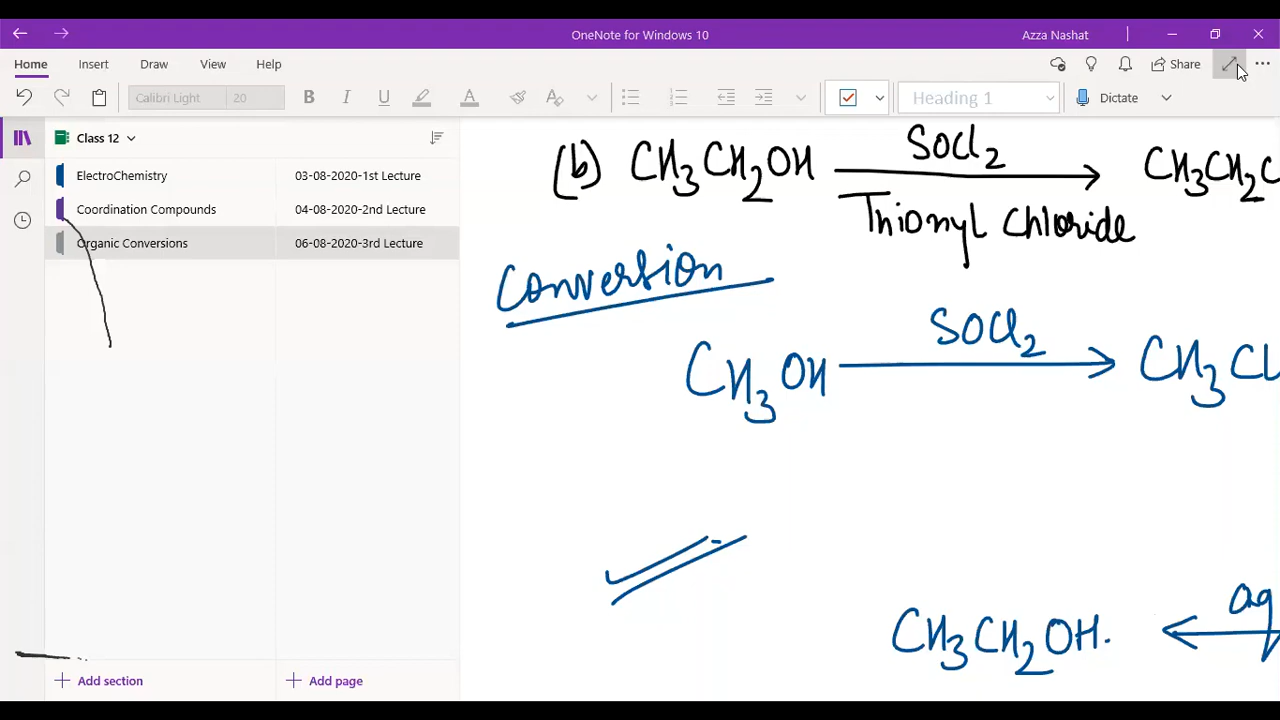 OneNote for Windows 10
Azza Nashat
Home Insert Draw View Help
Share
Calibri Light 20 B I U A Heading 1 Dictate
Class 12
ElectroChemistry 03-08-2020-1st Lecture
Coordination Compounds 04-08-2020-2nd Lecture
Organic Conversions 06-08-2020-3rd Lecture
Add section Add page
(b) CH3CH2OH SOCl2 CH3CH2C
Thionyl Chloride
Conversion
CH3OH SOCl2 CH3Cl
aq
CH3CH2OH.